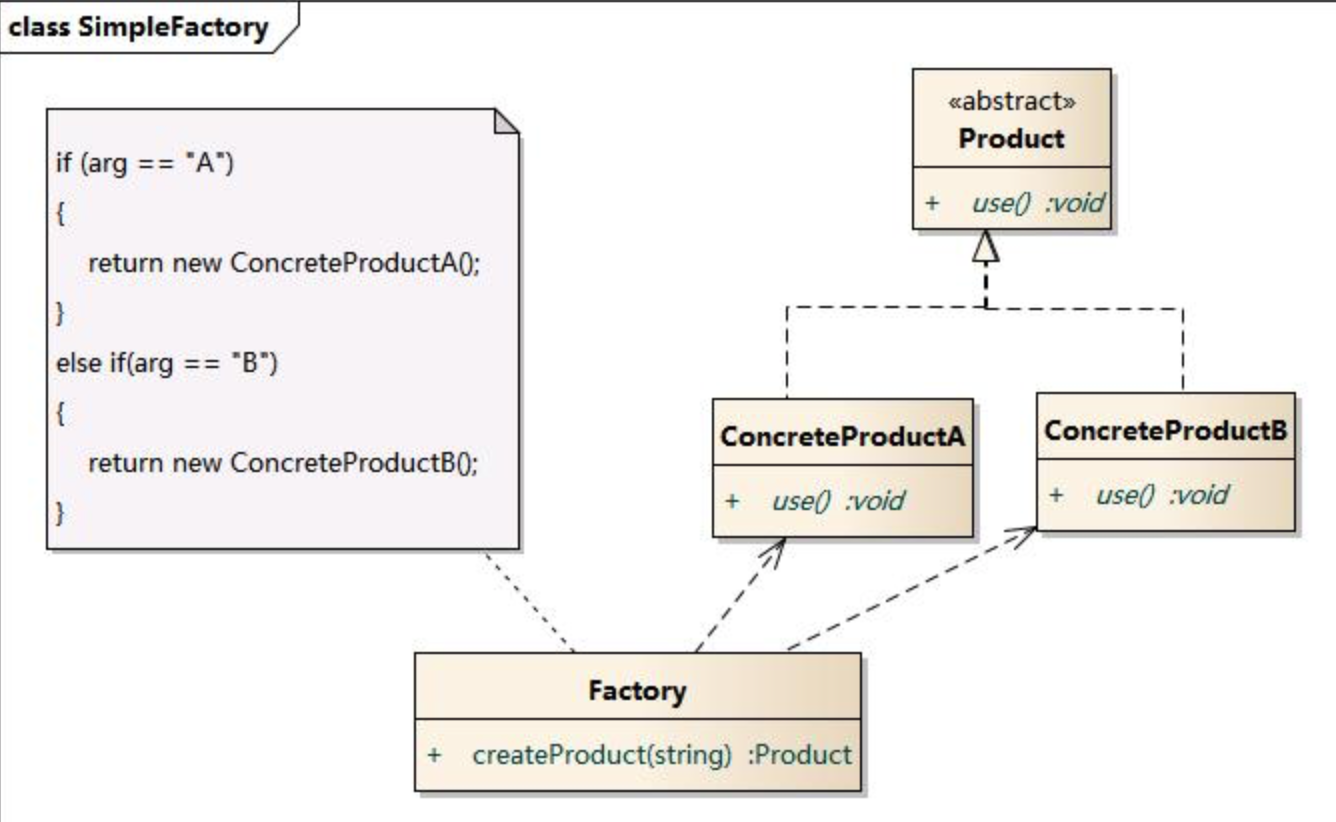 class SimpleFactory
if (arg == "A")
{
return new ConcreteProductA();
}
else if(arg == "B")
{
return new ConcreteProductB();
}
«abstract»
Product
+ use() :void
ConcreteProductA
+ use() :void
ConcreteProductB
+ use() :void
Factory
+ createProduct(string) :Product